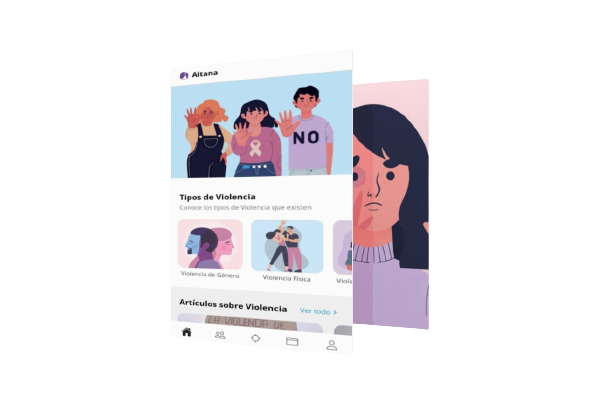 Aitana
NO
Tipos de Violencia
Conoce los tipos de Violencia que existen
Violencia de Género
Violencia Física
Artículos sobre Violencia
Ver todo >
LA VIOLENCIA DE